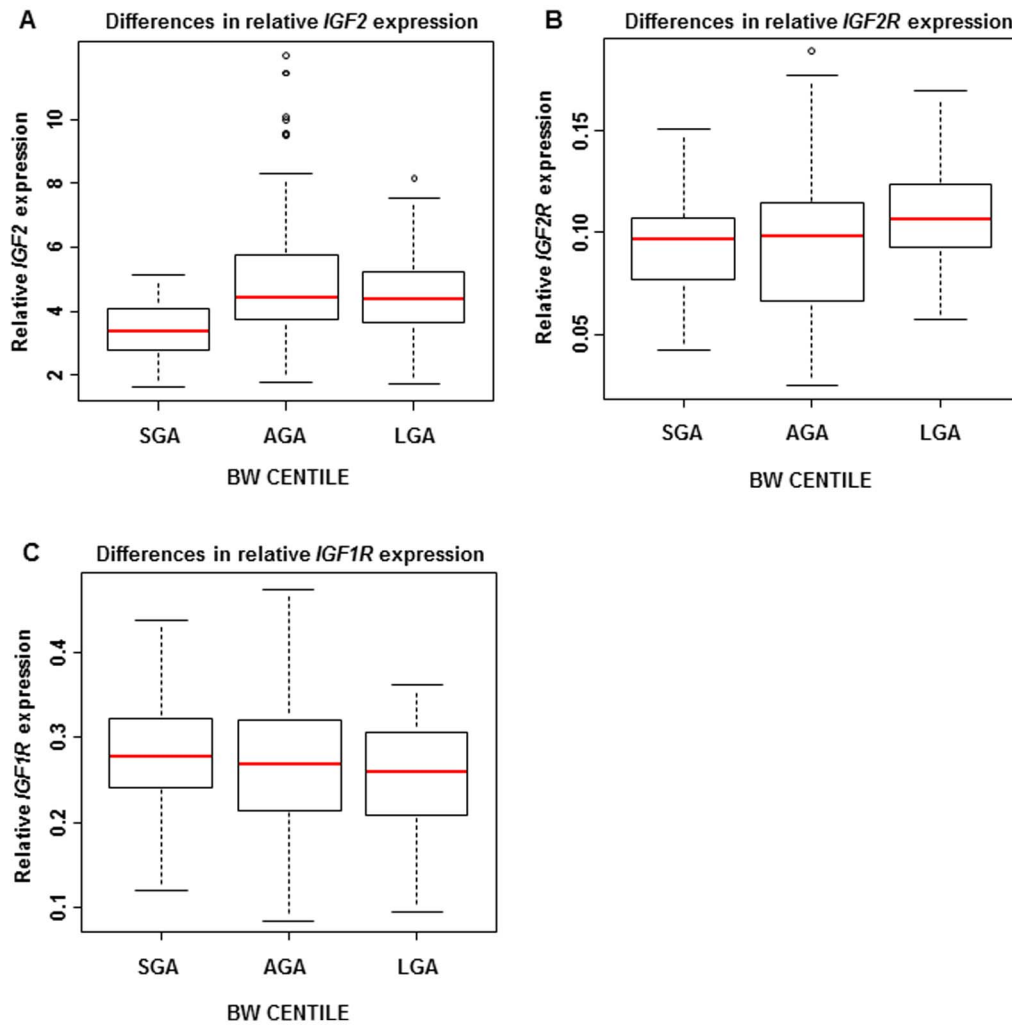 A
Differences in relative IGF2 expression
Relative IGF2 expression
10
8
6
4
2
SGA
AGA
LGA
BW CENTILE
B
Differences in relative IGF2R expression
Relative IGF2R expression
0.15
0.10
0.05
SGA
AGA
LGA
BW CENTILE
C
Differences in relative IGF1R expression
Relative IGF1R expression
0.4
0.3
0.2
0.1
SGA
AGA
LGA
BW CENTILE